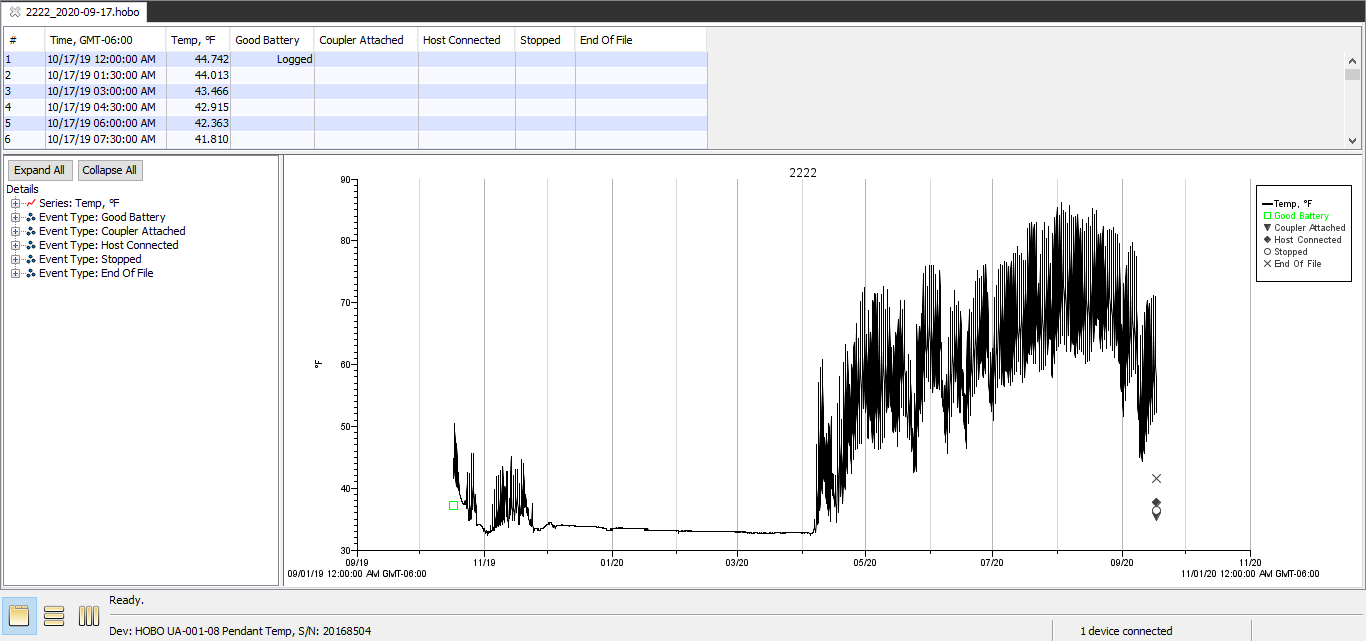 2222_2020-09-17.hobo
# Time, GMT-06:00 Temp, °F Good Battery Coupler Attached Host Connected Stopped End Of File
1 10/17/19 12:00:00 AM 44.742 Logged
2 10/17/19 01:30:00 AM 44.013
3 10/17/19 03:00:00 AM 43.466
4 10/17/19 04:30:00 AM 42.915
5 10/17/19 06:00:00 AM 42.363
6 10/17/19 07:30:00 AM 41.810
Expand All Collapse All
Details
Series: Temp, °F
Event Type: Good Battery
Event Type: Coupler Attached
Event Type: Host Connected
Event Type: Stopped
Event Type: End Of File
2222
90
80
70
60
50
40
30
°F
09/19 11/19 01/20 03/20 05/20 07/20 09/20 11/20
09/01/19 12:00:00 AM GMT-06:00 11/01/20 12:00:00 AM GMT-06:00
Temp, °F
Good Battery
Coupler Attached
Host Connected
Stopped
End Of File
Ready.
Dev: HOBO UA-001-08 Pendant Temp, S/N: 20168504 1 device connected